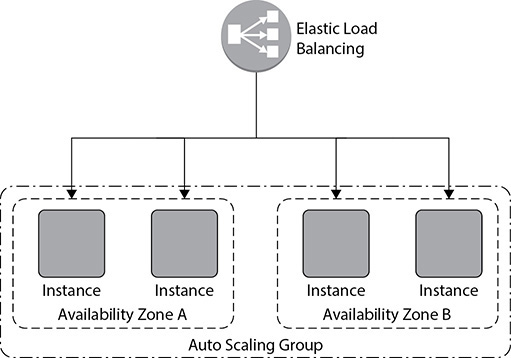 Elastic Load
Balancing
Instance
Instance
Instance
Instance
Availability Zone A
Availability Zone B
Auto Scaling Group